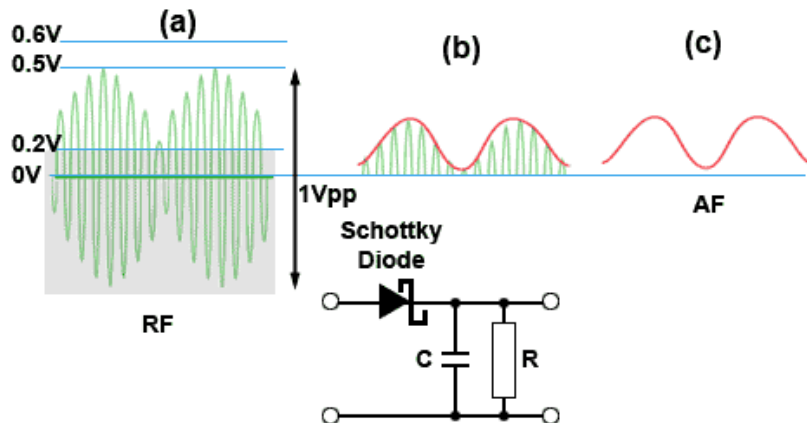 (a)
0.6V
0.5V
0.2V
0V
1Vpp
RF
(b)
(c)
AF
Schottky
Diode
C
R